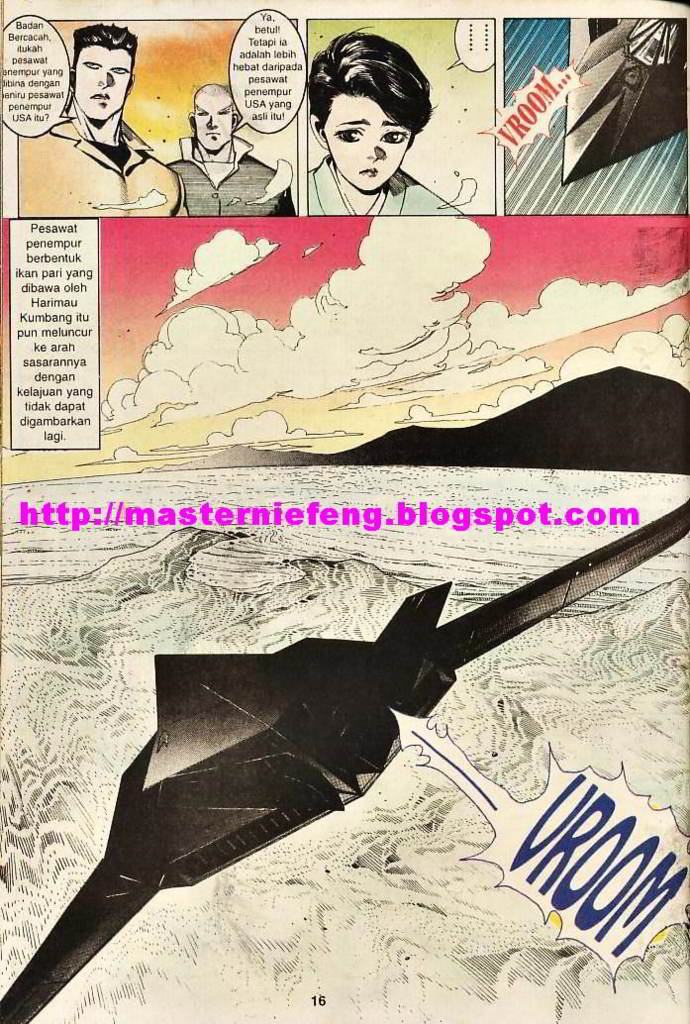 Badan
Bercacah,
itukah
pesawat
penempur yang
dibina dengan
meniru pesawat
penempur
USA itu?
Ya,
betul!
Tetapi ia
adalah lebih
hebat daripada
pesawat
penempur
USA yang
asli itu!
VROOM...
Pesawat
penempur
berbentuk
ikan pari yang
dibawa oleh
Harimau
Kumbang itu
pun meluncur
ke arah
sasarannya
dengan
kelajuan yang
tidak dapat
digambarkan
lagi.
http://masterniefeng.blogspot.com
VROOM
16